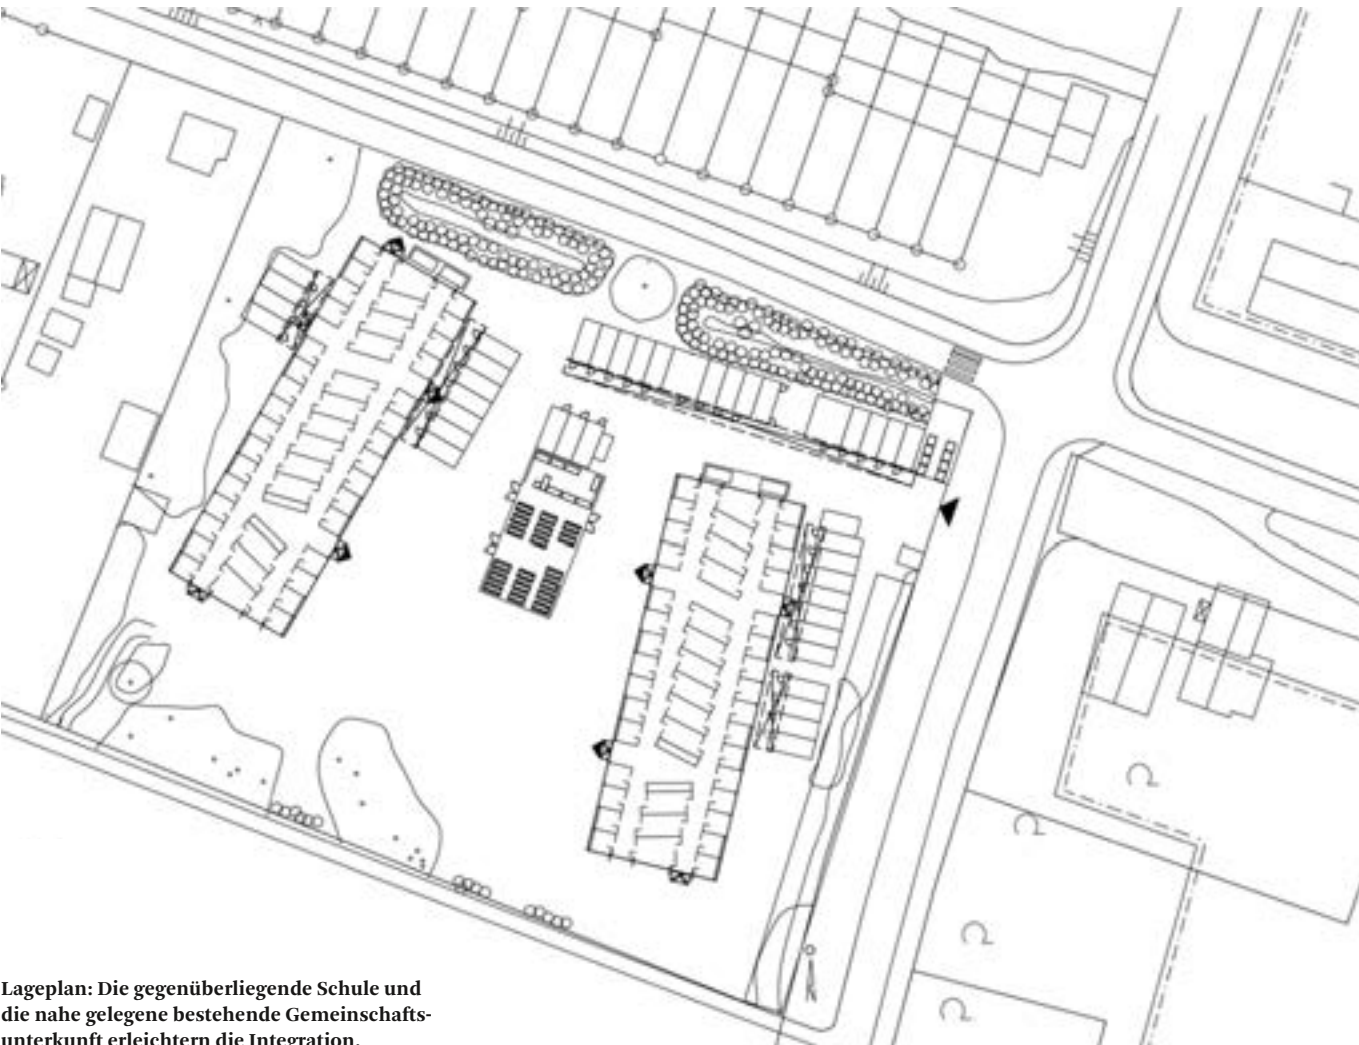 Lageplan: Die gegenüberliegende Schule und
die nahe gelegene bestehende Gemeinschafts-
unterkunft erleichtern die Integration.